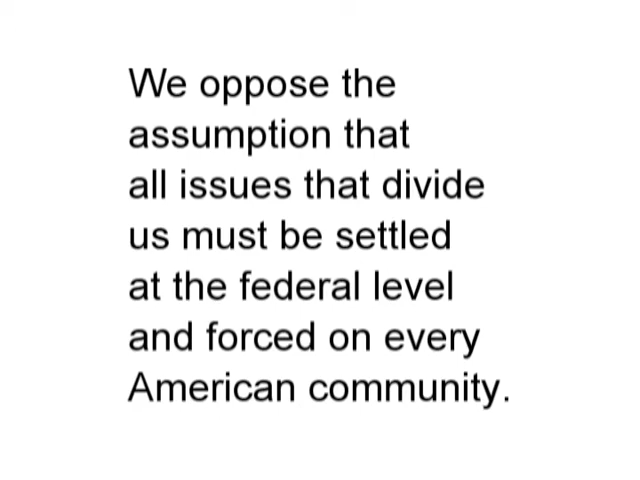 We oppose the
assumption that
all issues that divide
us must be settled
at the federal level
and forced on every
American community.